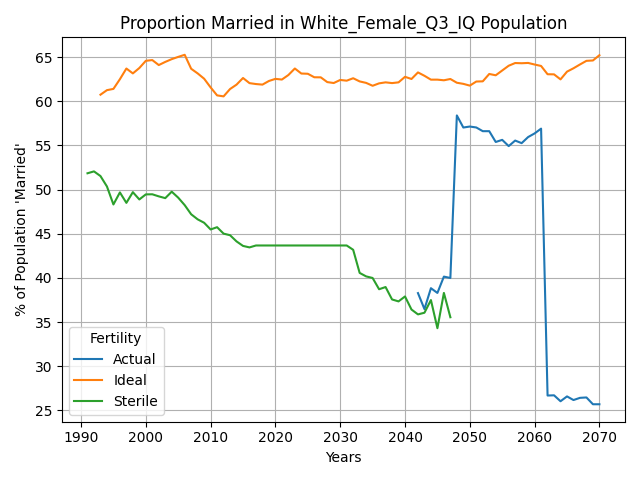 Proportion Married in White_Female_Q3_IQ Population
% of Population 'Married'
65
60
55
50
45
40
35
30
25
Fertility
Actual
Ideal
Sterile
1990 2000 2010 2020 2030 2040 2050 2060 2070
Years